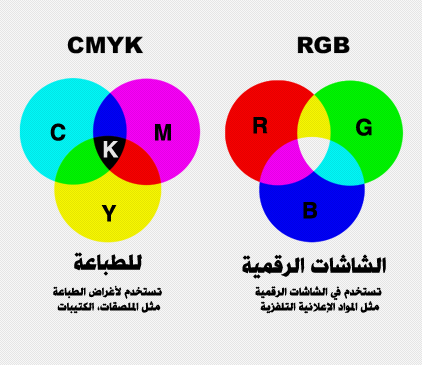 CMYK
RGB
C
M
K
Y
R
G
B
للطباعة
الشاشات الرقمية
تستخدم لأغراض الطباعة
مثل الملصقات، الكتيبات
تستخدم في الشاشات الرقمية
مثل المواد الإعلانية التلفزية